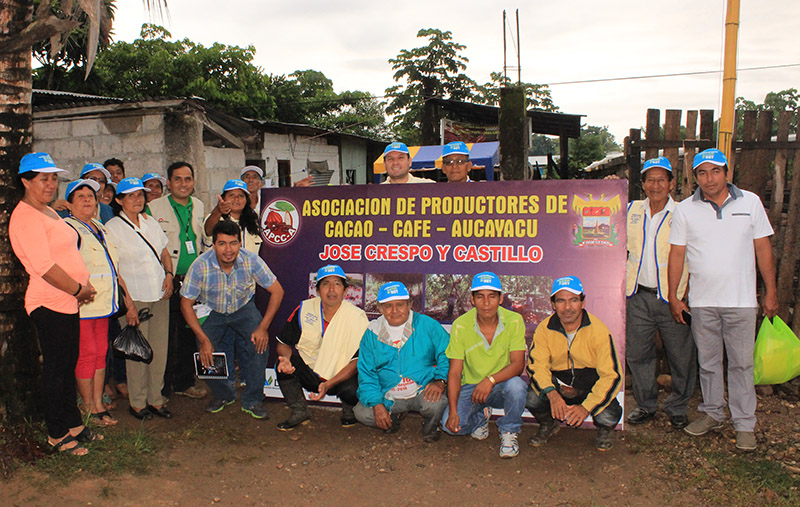 ASOCIACION DE PRODUCTORES DE
CACAO - CAFE - AUCAYACU
JOSE CRESPO Y CASTILLO
APCC-A